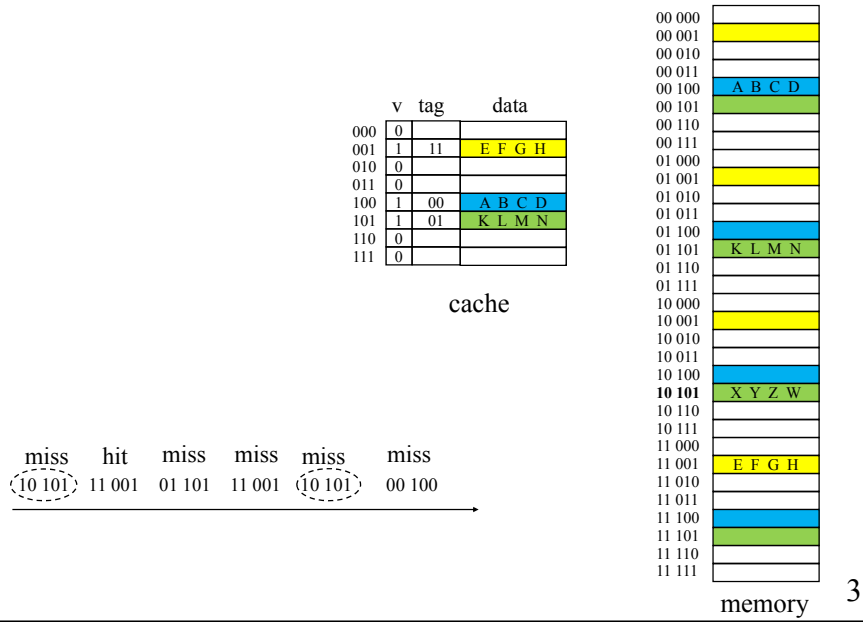 v tag data
000 0
001 1 11 E F G H
010 0
011 0
100 1 00 A B C D
101 1 01 K L M N
110 0
111 0
cache
miss hit miss miss miss miss
10 101 11 001 01 101 11 001 10 101 00 100
00 000
00 001
00 010
00 011
00 100 A B C D
00 101
00 110
00 111
01 000
01 001
01 010
01 011
01 100
01 101 K L M N
01 110
01 111
10 000
10 001
10 010
10 011
10 100
10 101 X Y Z W
10 110
10 111
11 000
11 001 E F G H
11 010
11 011
11 100
11 101
11 110
11 111
memory
3